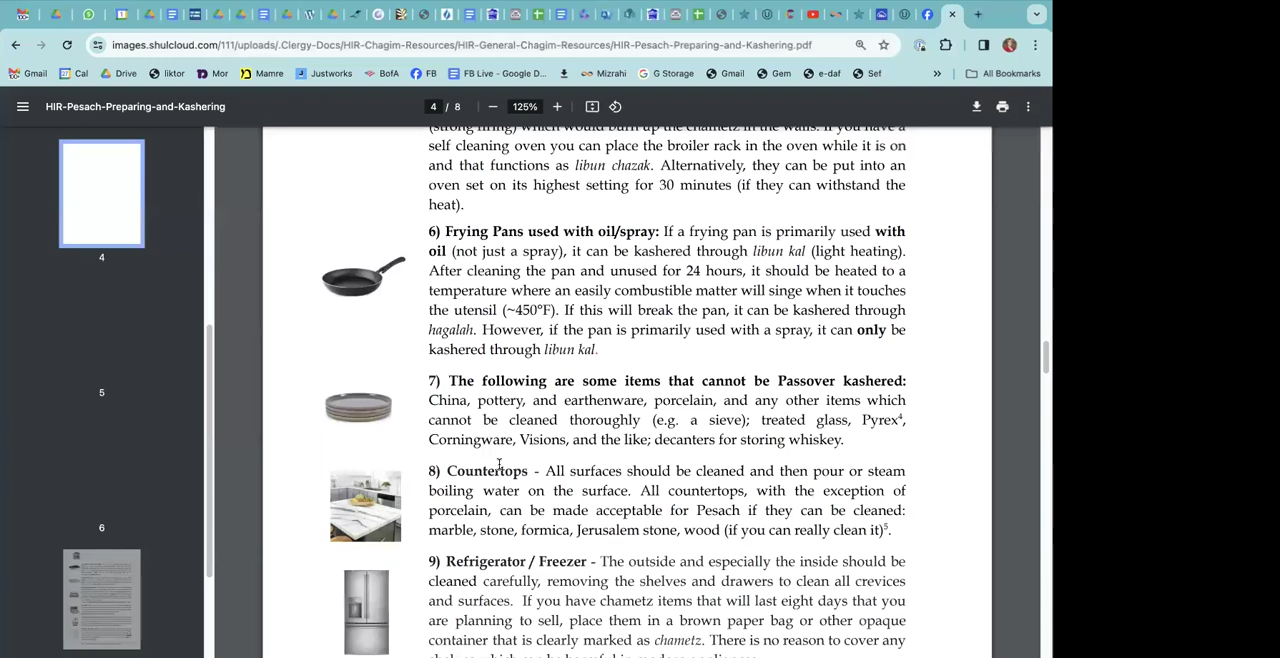 images.shulcloud.com/111/uploads/.Clergy-Docs/HIR-Chagim-Resources/HIR-General-Chagim-Resources/HIR-Pesach-Preparing-and-Kashering.pdf
Gmail Cal Drive liktor Mor Mamre Justworks BofA FB FB Live - Google D... Mizrahi G Storage Gmail Gem e-daf Sef » All Bookmarks
HIR-Pesach-Preparing-and-Kashering 4 / 8 125%
(strong firing) which would burn up the chametz in the walls. If you have a
self cleaning oven you can place the broiler rack in the oven while it is on
and that functions as libun chazak. Alternatively, they can be put into an
oven set on its highest setting for 30 minutes (if they can withstand the
heat).
6) Frying Pans used with oil/spray: If a frying pan is primarily used with
oil (not just a spray), it can be kashered through libun kal (light heating).
After cleaning the pan and unused for 24 hours, it should be heated to a
temperature where an easily combustible matter will singe when it touches
the utensil (~450°F). If this will break the pan, it can be kashered through
hagalah. However, if the pan is primarily used with a spray, it can only be
kashered through libun kal.
7) The following are some items that cannot be Passover kashered:
China, pottery, and earthenware, porcelain, and any other items which
cannot be cleaned thoroughly (e.g. a sieve); treated glass, Pyrex⁴,
Corningware, Visions, and the like; decanters for storing whiskey.
8) Countertops - All surfaces should be cleaned and then pour or steam
boiling water on the surface. All countertops, with the exception of
porcelain, can be made acceptable for Pesach if they can be cleaned:
marble, stone, formica, Jerusalem stone, wood (if you can really clean it)⁵.
9) Refrigerator / Freezer - The outside and especially the inside should be
cleaned carefully, removing the shelves and drawers to clean all crevices
and surfaces. If you have chametz items that will last eight days that you
are planning to sell, place them in a brown paper bag or other opaque
container that is clearly marked as chametz. There is no reason to cover any
4
5
6